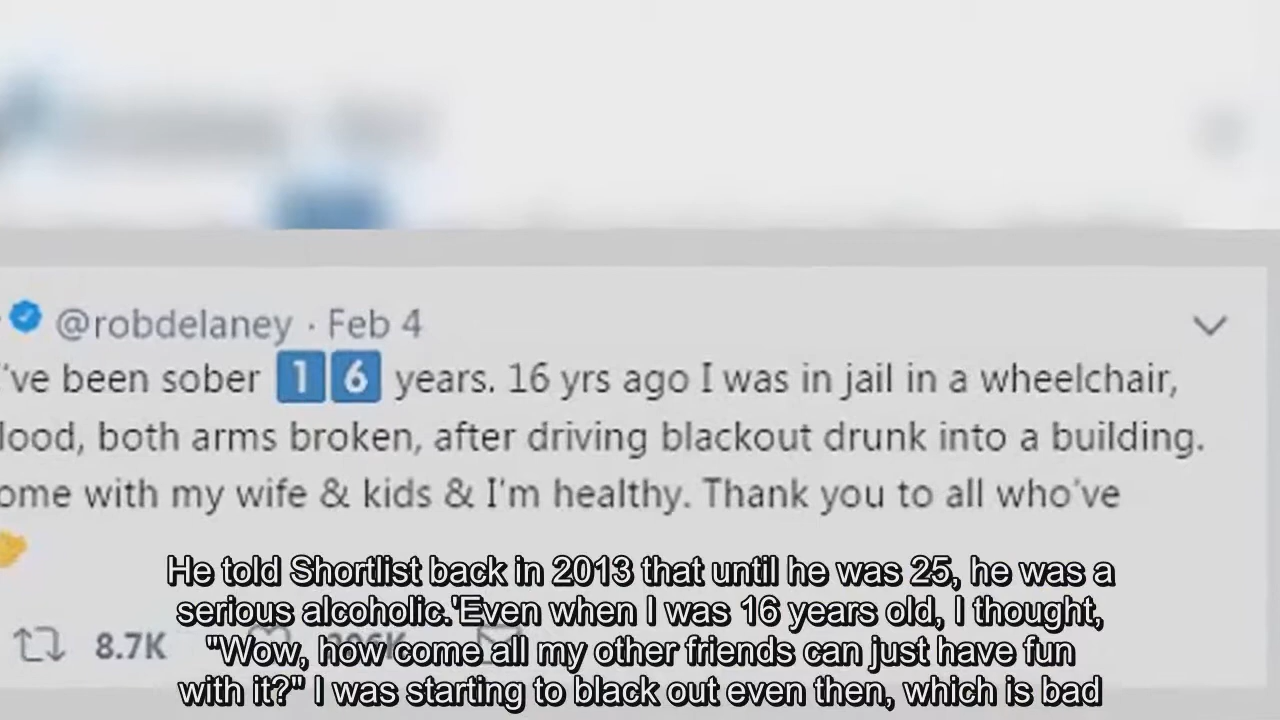 @robdelaney · Feb 4
've been sober 16 years. 16 yrs ago I was in jail in a wheelchair,
lood, both arms broken, after driving blackout drunk into a building.
ome with my wife & kids & I'm healthy. Thank you to all who've
He told Shortlist back in 2013 that until he was 25, he was a
serious alcoholic.'Even when I was 16 years old, I thought,
"Wow, how come all my other friends can just have fun
with it?" I was starting to black out even then, which is bad
8.7K